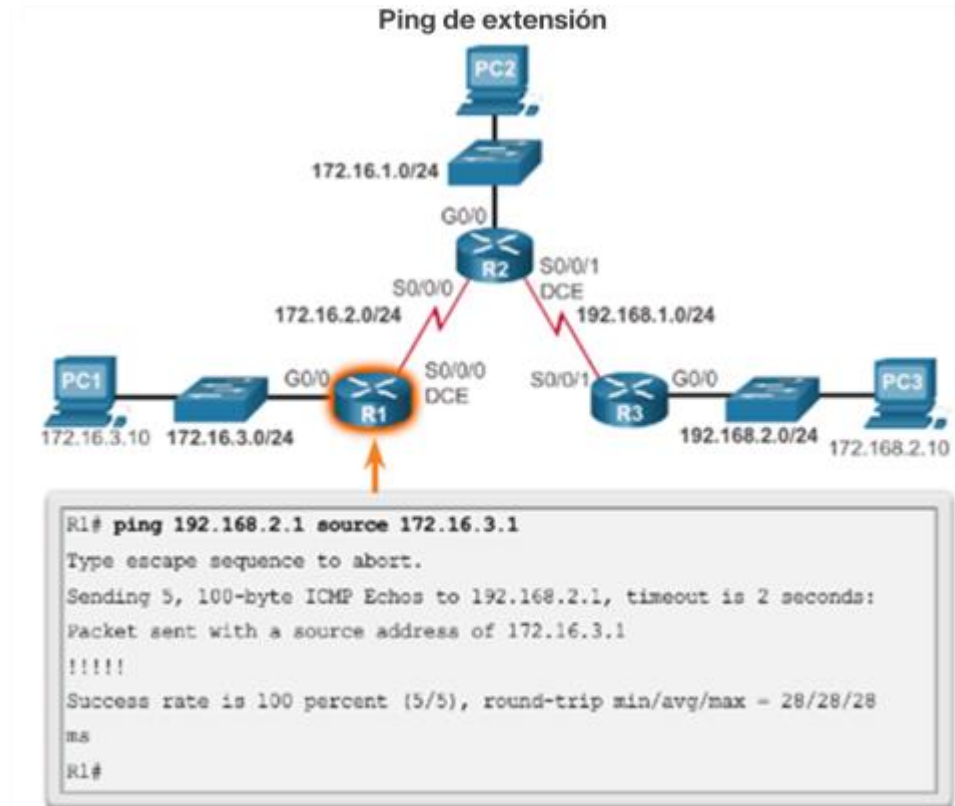 Ping de extensión
PC2
172.16.1.0/24
G0/0
R2
S0/0/1
DCE
S0/0/0
172.16.2.0/24
192.168.1.0/24
PC1
G0/0
R1
S0/0/0
DCE
S0/0/1
R3
G0/0
PC3
172.16.3.10
172.16.3.0/24
192.168.2.0/24
172.168.2.10
R1# ping 192.168.2.1 source 172.16.3.1
Type escape sequence to abort.
Sending 5, 100-byte ICMP Echos to 192.168.2.1, timeout is 2 seconds:
Packet sent with a source address of 172.16.3.1
!!!!!
Success rate is 100 percent (5/5), round-trip min/avg/max = 28/28/28
ms
R1#